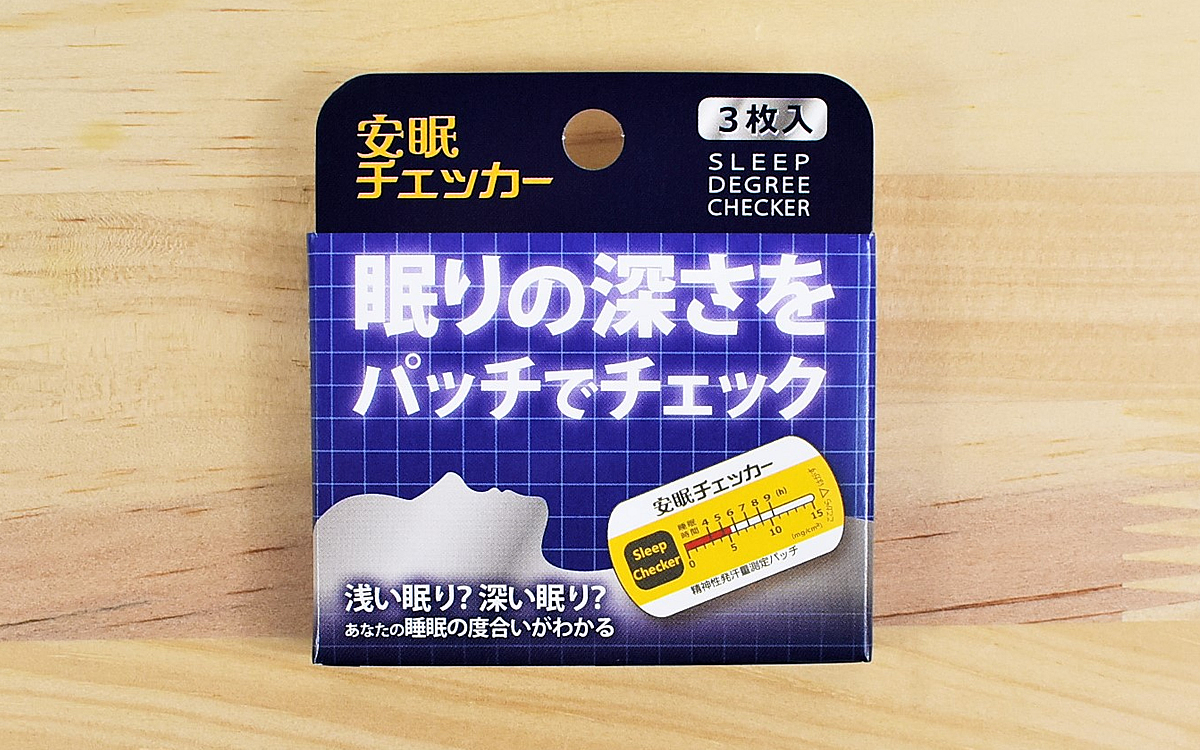 安眠
チェッカー
3枚入
SLEEP
DEGREE
CHECKER
眠りの深さを
パッチでチェック
安眠チェッカー
睡眠
時間
4 5 6 7 8 9 (h)
Sleep
Checker
0 5 10 15
(mg/cm²)
精神性発汗量測定パッチ
浅い眠り?深い眠り?
あなたの睡眠の度合いがわかる